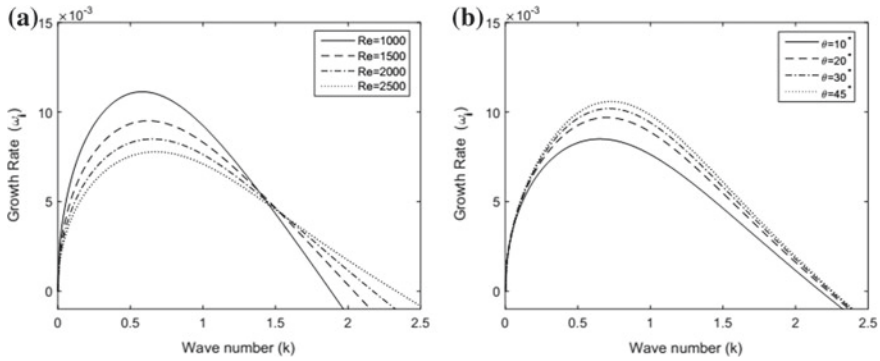 (a)
×10⁻³
15
10
5
0
Growth Rate (ωᵢ)
0 0.5 1 1.5 2 2.5
Wave number (k)
Re=1000
Re=1500
Re=2000
Re=2500
(b)
×10⁻³
15
10
5
0
Growth Rate (ωᵢ)
0 0.5 1 1.5 2 2.5
Wave number (k)
θ=10°
θ=20°
θ=30°
θ=45°